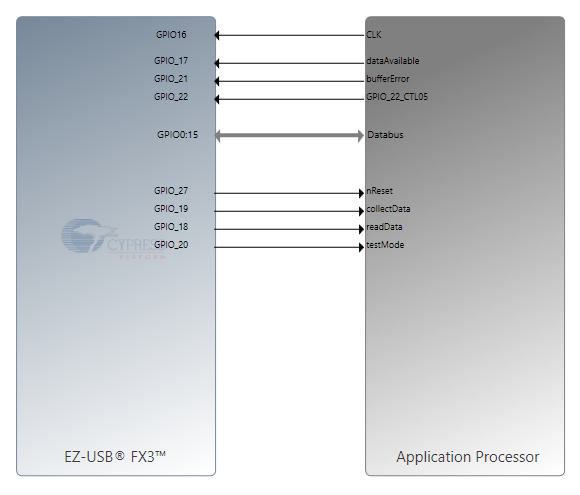 GPIO16 CLK
GPIO_17 dataAvailable
GPIO_21 bufferError
GPIO_22 GPIO_22_CTL05
GPIO0:15 Databus
GPIO_27 nReset
GPIO_19 collectData
GPIO_18 readData
GPIO_20 testMode
CYPRESS
PERFORM
EZ-USB® FX3™ Application Processor